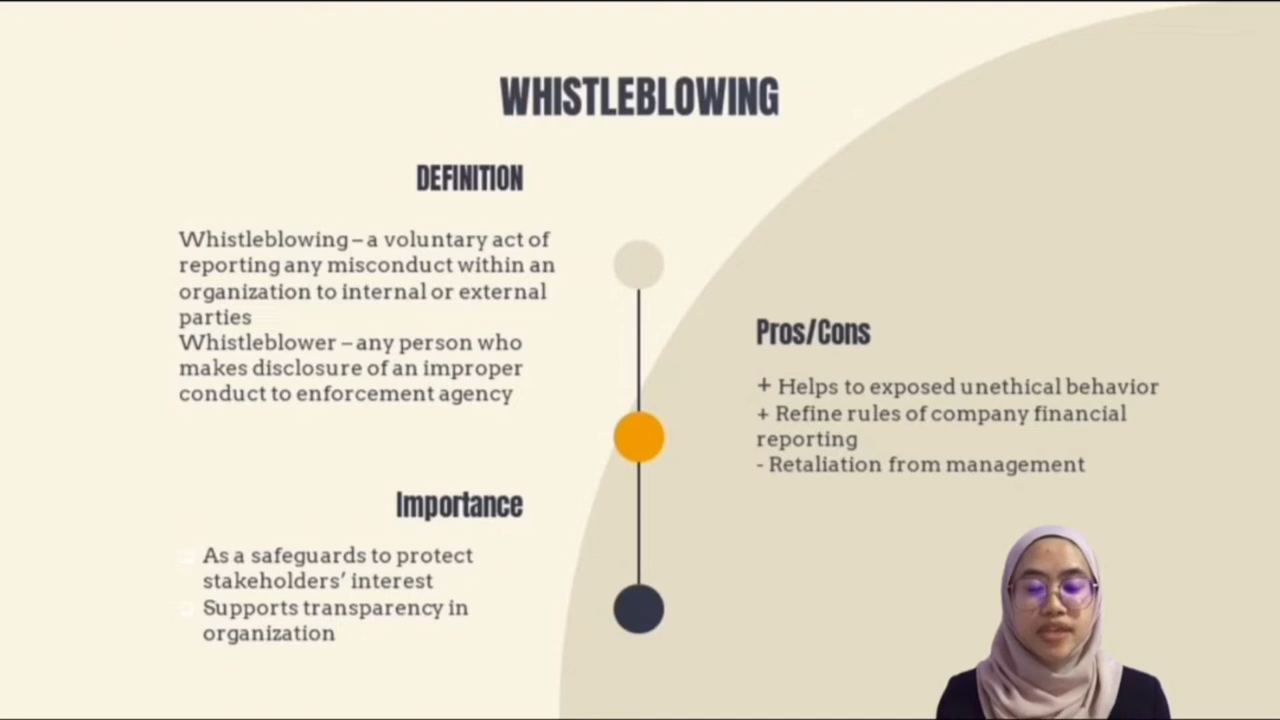 WHISTLEBLOWING
DEFINITION
Whistleblowing – a voluntary act of
reporting any misconduct within an
organization to internal or external
parties
Whistleblower – any person who
makes disclosure of an improper
conduct to enforcement agency
Pros/Cons
+ Helps to exposed unethical behavior
+ Refine rules of company financial
reporting
- Retaliation from management
Importance
As a safeguards to protect
stakeholders’ interest
Supports transparency in
organization